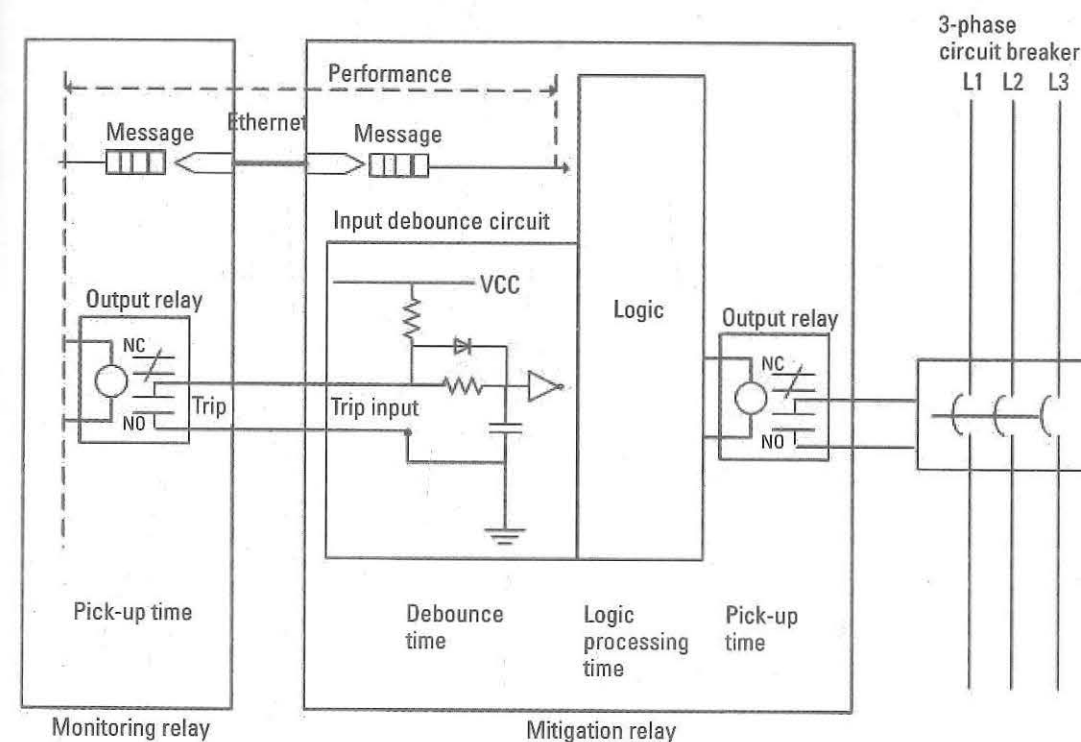 3-phase
circuit breaker
L1 L2 L3
Performance
Ethernet
Message
Message
Input debounce circuit
VCC
Output relay
NC
NO
Trip
Trip input
Logic
Output relay
NC
NO
Pick-up time
Debounce
time
Logic
processing
time
Pick-up
time
Monitoring relay
Mitigation relay